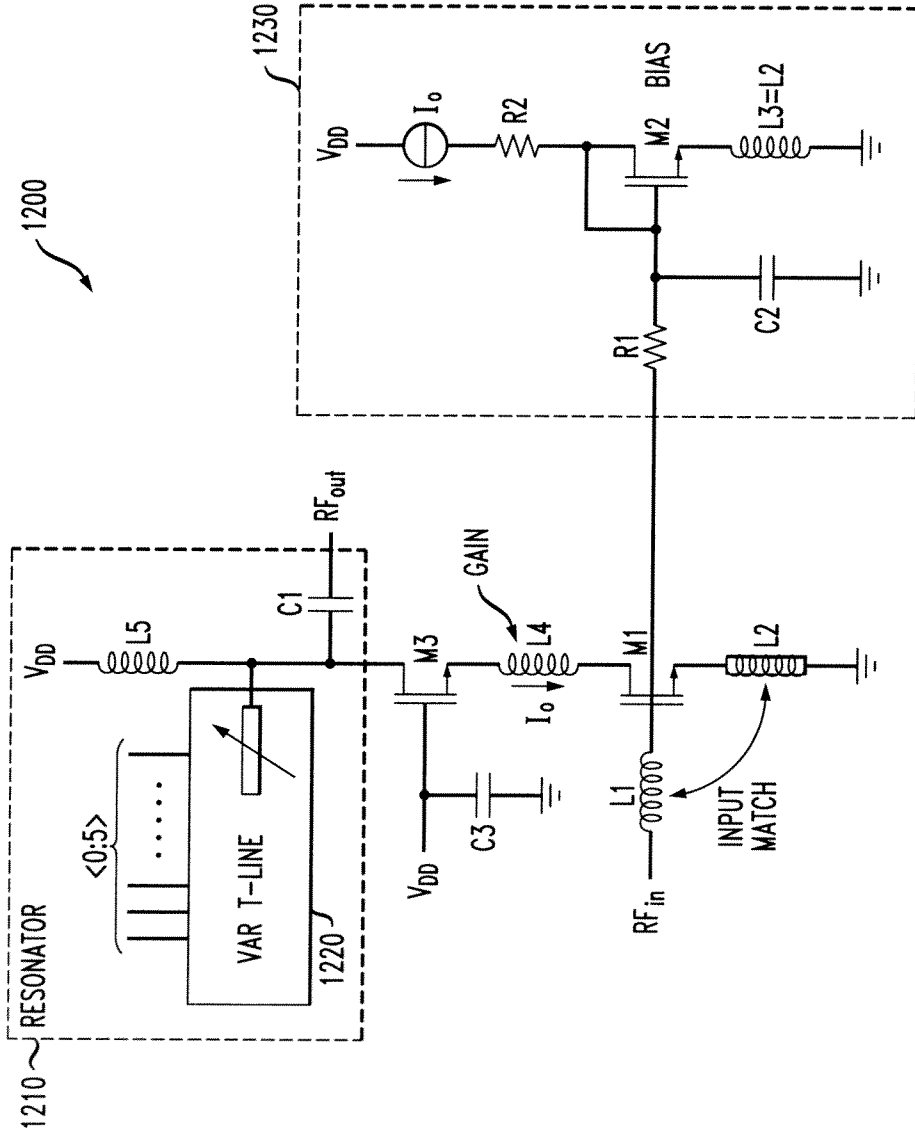 1200
1210
RESONATOR
<0:5>
VAR T-LINE
1220
VDD
L5
C1
RFout
VDD
C3
M3
GAIN
L4
Io
RFin
L1
INPUT
MATCH
M1
L2
1230
VDD
Io
R2
R1
C2
M2
BIAS
L3=L2